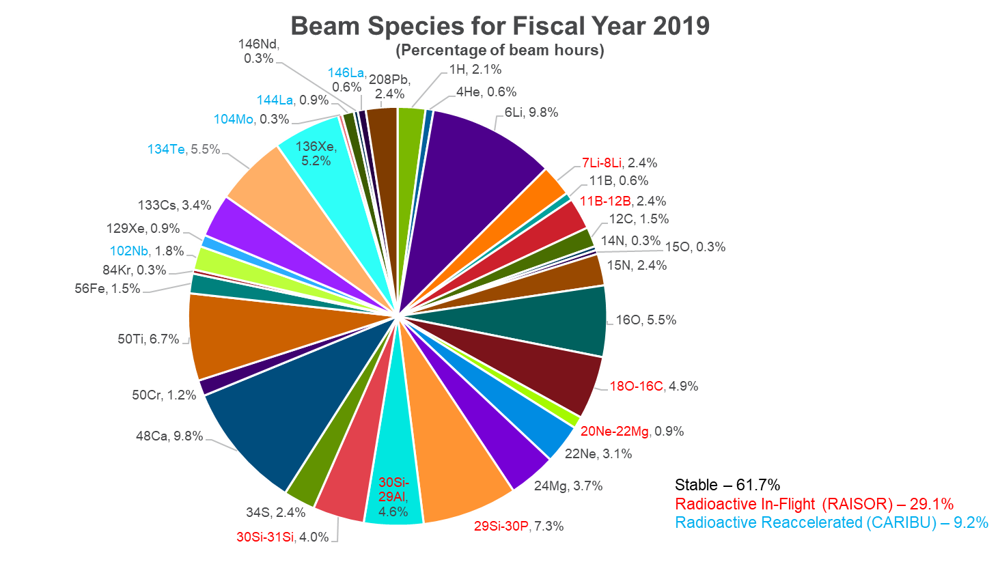 Beam Species for Fiscal Year 2019
(Percentage of beam hours)
1H, 2.1%
4He, 0.6%
6Li, 9.8%
7Li-8Li, 2.4%
11B, 0.6%
11B-12B, 2.4%
12C, 1.5%
14N, 0.3%
15O, 0.3%
15N, 2.4%
16O, 5.5%
18O-16C, 4.9%
20Ne-22Mg, 0.9%
22Ne, 3.1%
24Mg, 3.7%
29Si-30P, 7.3%
30Si-
29Al,
4.6%
30Si-31Si, 4.0%
34S, 2.4%
48Ca, 9.8%
50Cr, 1.2%
50Ti, 6.7%
56Fe, 1.5%
84Kr, 0.3%
102Nb, 1.8%
129Xe, 0.9%
133Cs, 3.4%
134Te, 5.5%
136Xe,
5.2%
104Mo, 0.3%
144La, 0.9%
146Nd,
0.3%
146La,
0.6%
208Pb,
2.4%
Stable – 61.7%
Radioactive In-Flight (RAISOR) – 29.1%
Radioactive Reaccelerated (CARIBU) – 9.2%